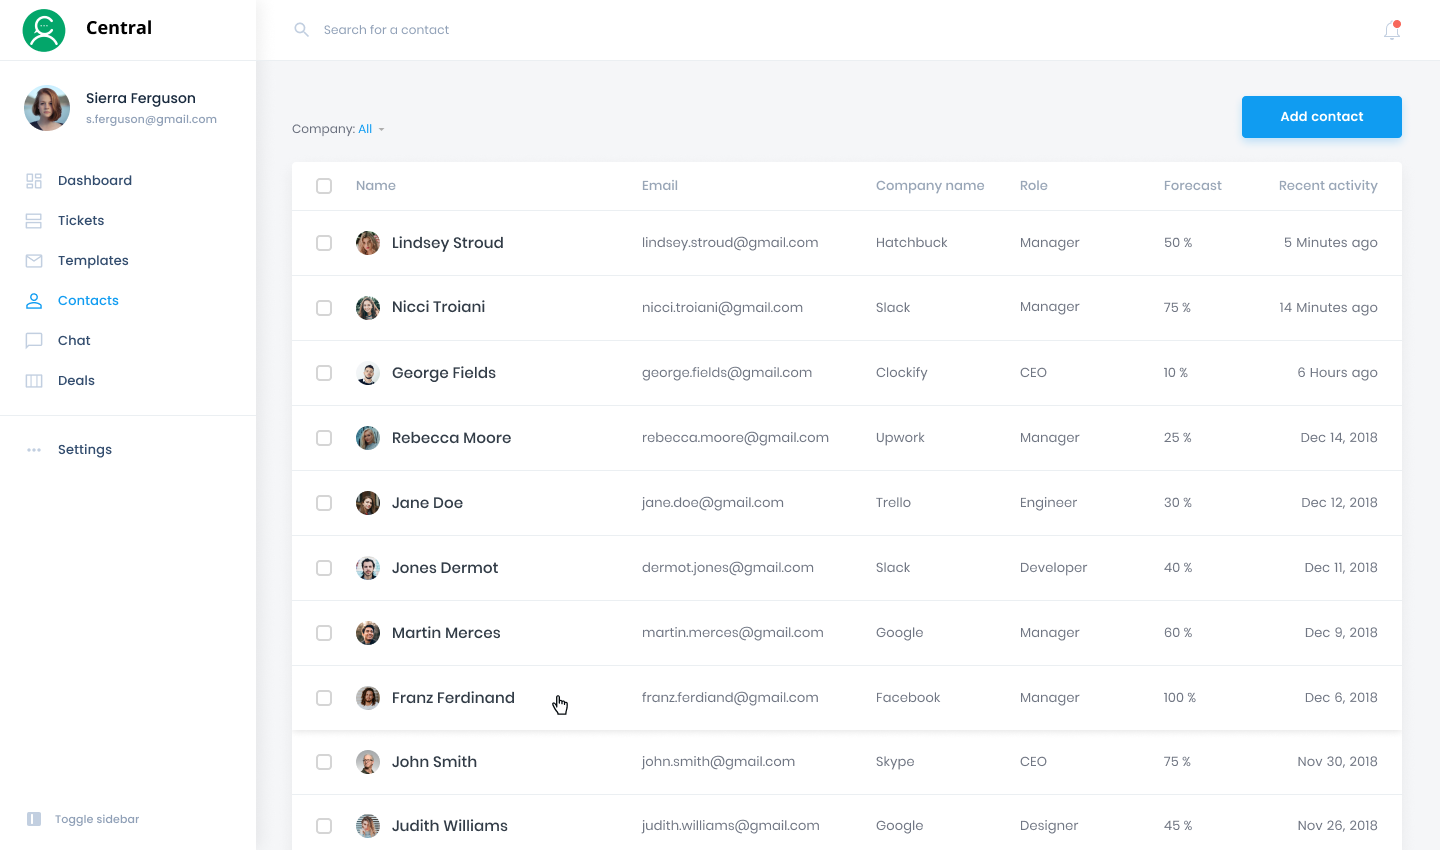 Central
Search for a contact
Sierra Ferguson
s.ferguson@gmail.com
Dashboard
Tickets
Templates
Contacts
Chat
Deals
Settings
Toggle sidebar
Company: All
Add contact
Name Email Company name Role Forecast Recent activity
Lindsey Stroud lindsey.stroud@gmail.com Hatchbuck Manager 50 % 5 Minutes ago
Nicci Troiani nicci.troiani@gmail.com Slack Manager 75 % 14 Minutes ago
George Fields george.fields@gmail.com Clockify CEO 10 % 6 Hours ago
Rebecca Moore rebecca.moore@gmail.com Upwork Manager 25 % Dec 14, 2018
Jane Doe jane.doe@gmail.com Trello Engineer 30 % Dec 12, 2018
Jones Dermot dermot.jones@gmail.com Slack Developer 40 % Dec 11, 2018
Martin Merces martin.merces@gmail.com Google Manager 60 % Dec 9, 2018
Franz Ferdinand franz.ferdiand@gmail.com Facebook Manager 100 % Dec 6, 2018
John Smith john.smith@gmail.com Skype CEO 75 % Nov 30, 2018
Judith Williams judith.williams@gmail.com Google Designer 45 % Nov 26, 2018